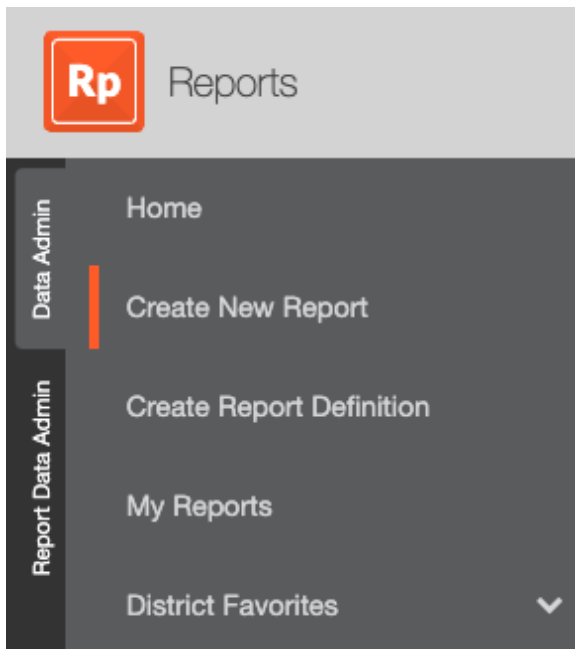 Rp Reports
Data Admin
Report Data Admin
Home
Create New Report
Create Report Definition
My Reports
District Favorites